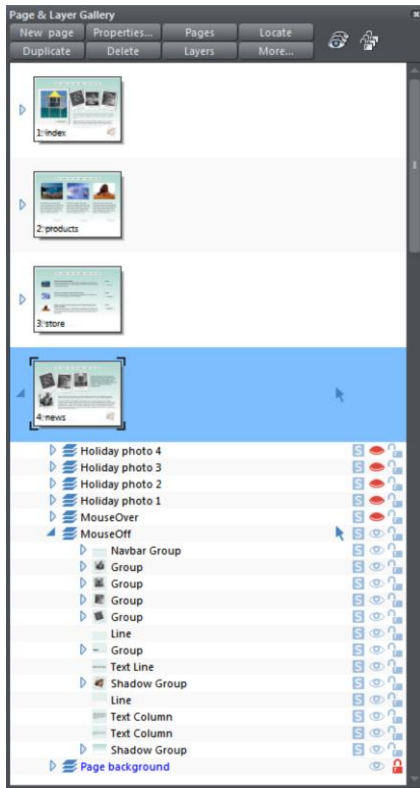 Page & Layer Gallery
New page Properties... Pages Locate
Duplicate Delete Layers More...
1: index
2: products
3: store
4: news
Holiday photo 4 S
Holiday photo 3 S
Holiday photo 2 S
Holiday photo 1 S
MouseOver S
MouseOff S
Navbar Group S
Group S
Group S
Group S
Group S
Line S
Group S
Text Line S
Shadow Group S
Line S
Text Column S
Text Column S
Shadow Group S
Page background